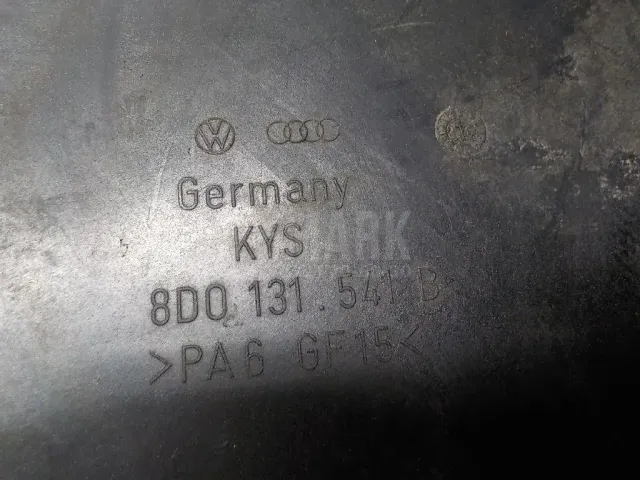 Germany
KYS
8D0 131.541 B
>PA6 GF15<